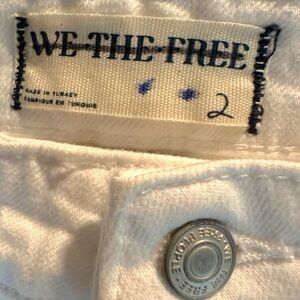 WE THE FREE
MADE IN TURKEY
FABRIQUE EN TURQUIE
2
FREE PEOPLE